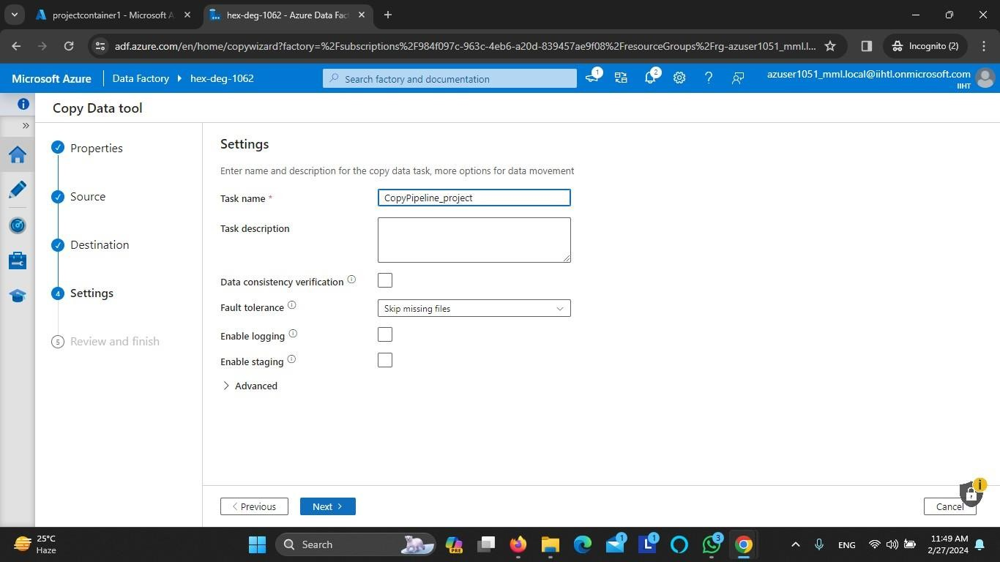 projectcontainer1 - Microsoft A
hex-deg-1062 - Azure Data Fac
adf.azure.com/en/home/copywizard?factory=%2Fsubscriptions%2F984f097c-963c-4eb6-a20d-839457ae9f08%2FresourceGroups%2Frg-azuser1051_mml.l...
Incognito (2)
Microsoft Azure
Data Factory
hex-deg-1062
Search factory and documentation
1
2
azuser1051_mml.local@iihtl.onmicrosoft.com
IIHT
Copy Data tool
Properties
Source
Destination
4 Settings
5 Review and finish
Settings
Enter name and description for the copy data task, more options for data movement
Task name *
CopyPipeline_project
Task description
Data consistency verification
Fault tolerance
Skip missing files
Enable logging
Enable staging
Advanced
Previous
Next
Cancel
25°C
Haze
Search
PRE
1
L
1
3
ENG
11:49 AM
2/27/2024